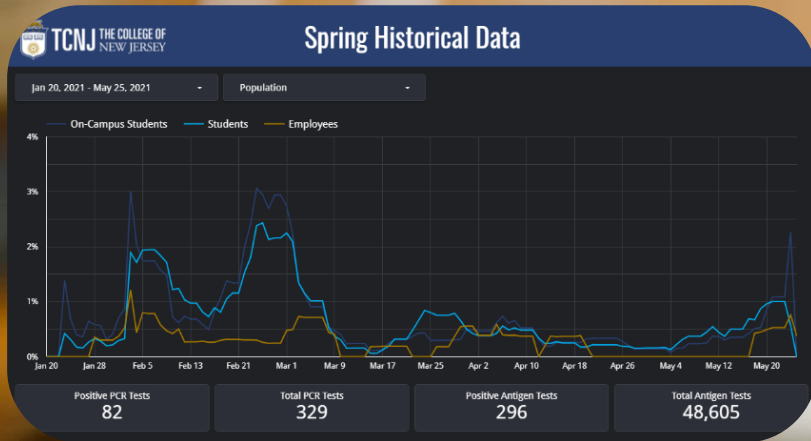 TCNJ THE COLLEGE OF
NEW JERSEY
Spring Historical Data
Jan 20, 2021 - May 25, 2021
Population
On-Campus Students
Students
Employees
4%
3%
2%
1%
0%
Jan 20
Jan 28
Feb 5
Feb 13
Feb 21
Mar 1
Mar 9
Mar 17
Mar 25
Apr 2
Apr 10
Apr 18
Apr 26
May 4
May 12
May 20
Positive PCR Tests
82
Total PCR Tests
329
Positive Antigen Tests
296
Total Antigen Tests
48,605